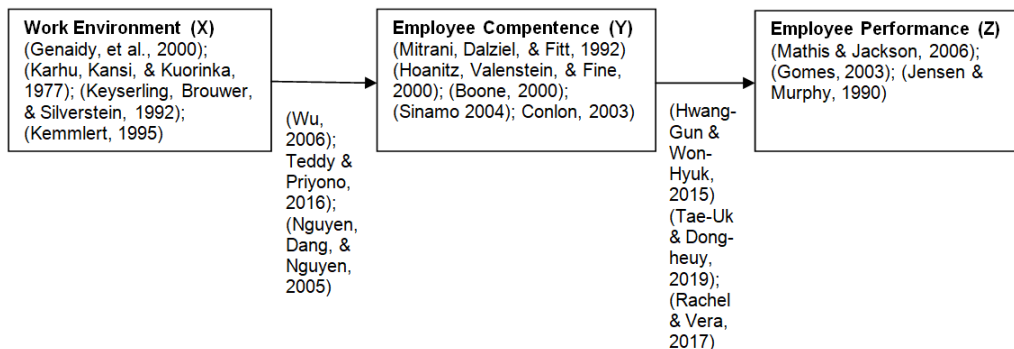 Work Environment (X)
(Genaidy, et al., 2000);
(Karhu, Kansi, & Kuorinka,
1977); (Keyserling, Brouwer,
& Silverstein, 1992);
(Kemmlert, 1995)
(Wu,
2006);
Teddy &
Priyono,
2016);
(Nguyen,
Dang, &
Nguyen,
2005)
Employee Compentence (Y)
(Mitrani, Dalziel, & Fitt, 1992)
(Hoanitz, Valenstein, & Fine,
2000); (Boone, 2000);
(Sinamo 2004); Conlon, 2003)
(Hwang-
Gun &
Won-
Hyuk,
2015)
(Tae-Uk
& Dong-
heuy,
2019);
(Rachel
& Vera,
2017)
Employee Performance (Z)
(Mathis & Jackson, 2006);
(Gomes, 2003); (Jensen &
Murphy, 1990)